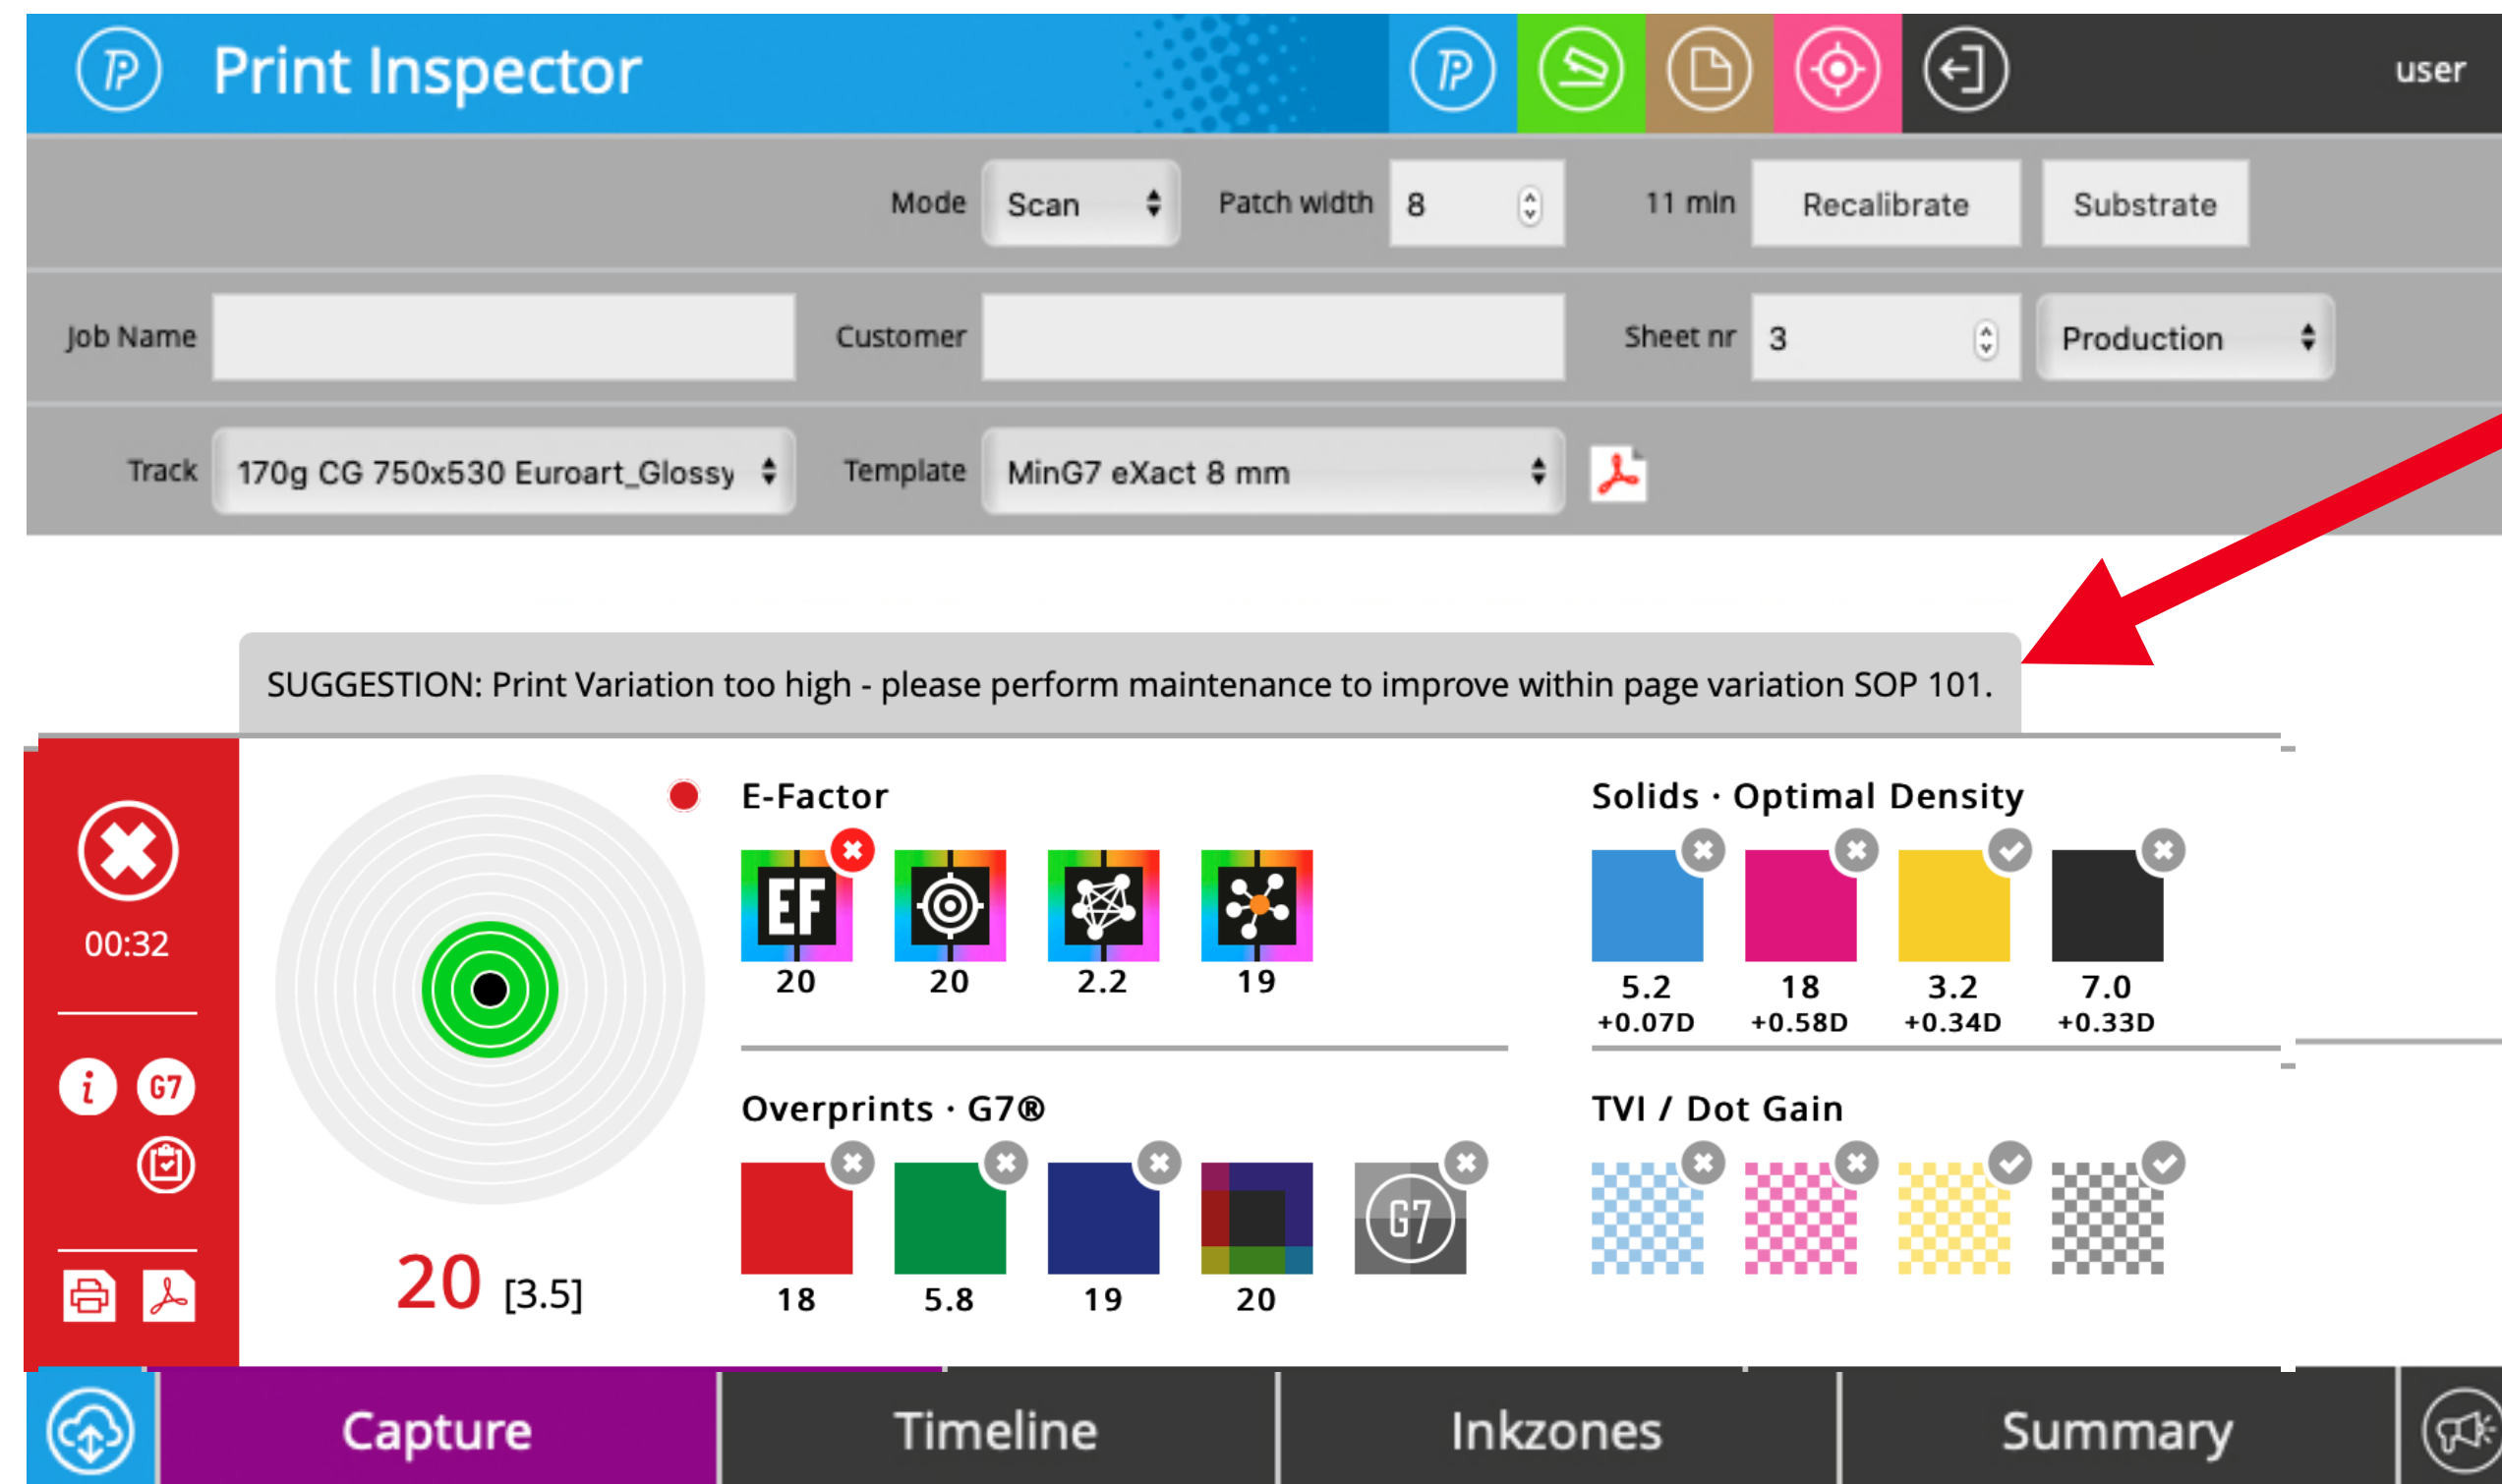 Print Inspector
user
Mode Scan Patch width 8 11 min Recalibrate Substrate
Job Name Customer Sheet nr 3 Production
Track 170g CG 750x530 Euroart_Glossy Template MinG7 eXact 8 mm
SUGGESTION: Print Variation too high - please perform maintenance to improve within page variation SOP 101.
00:32
i G7
20 [3.5]
E-Factor
EF
20 20 2.2 19
Solids · Optimal Density
5.2 18 3.2 7.0
+0.07D +0.58D +0.34D +0.33D
Overprints · G7®
G7
18 5.8 19 20
TVI / Dot Gain
Capture Timeline Inkzones Summary